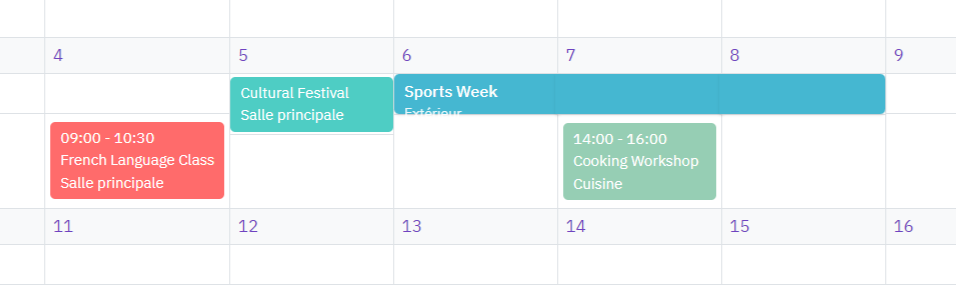 4
5
6
7
8
9
Cultural Festival
Salle principale
Sports Week
Extérieur
09:00 - 10:30
French Language Class
Salle principale
14:00 - 16:00
Cooking Workshop
Cuisine
11
12
13
14
15
16